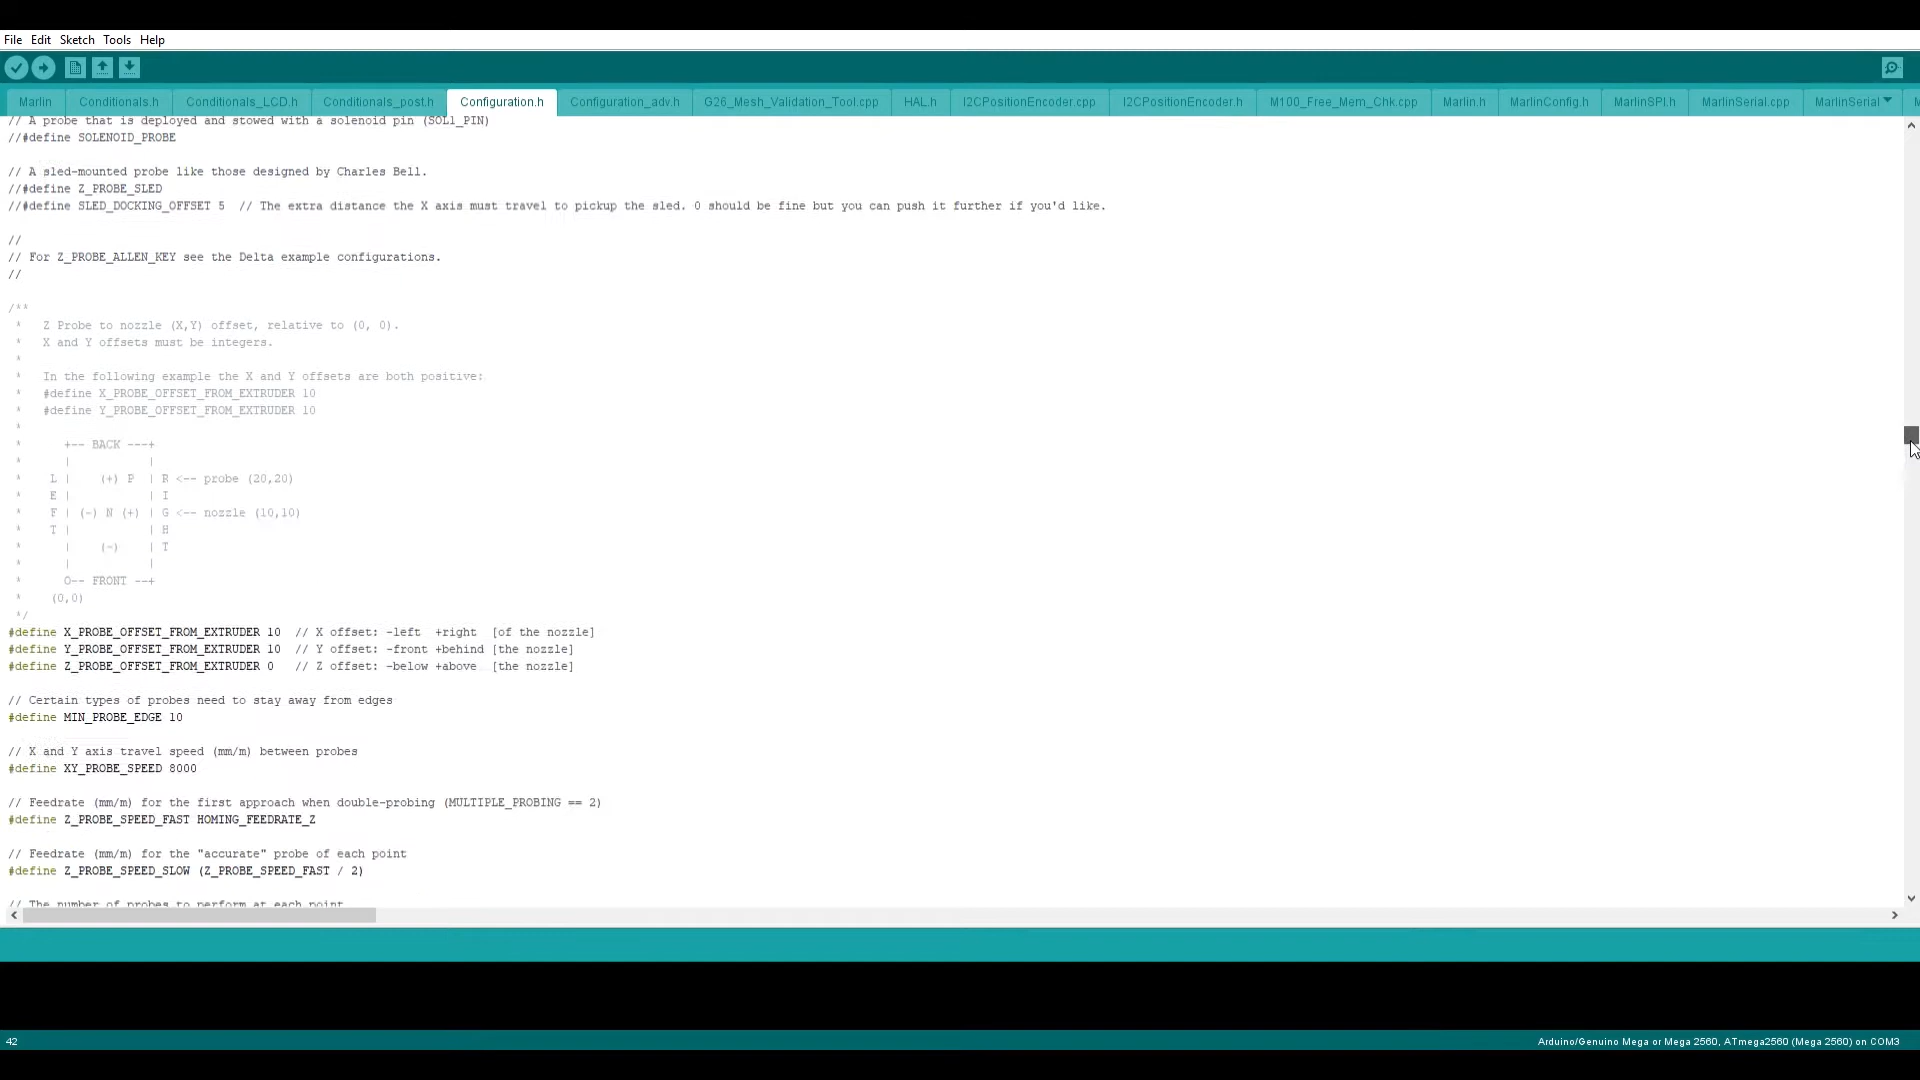 File Edit Sketch Tools Help
Marlin Conditionals.h Conditionals_LCD.h Conditionals_post.h Configuration.h Configuration_adv.h G26_Mesh_Validation_Tool.cpp HAL.h I2CPositionEncoder.cpp I2CPositionEncoder.h M100_Free_Mem_Chk.cpp Marlin.h MarlinConfig.h MarlinSPI.h MarlinSerial.cpp MarlinSerial
// A probe that is deployed and stowed with a solenoid pin (SOL1_PIN)
//#define SOLENOID_PROBE
// A sled-mounted probe like those designed by Charles Bell.
//#define Z_PROBE_SLED
//#define SLED_DOCKING_OFFSET 5  // The extra distance the X axis must travel to pickup the sled. 0 should be fine but you can push it further if you'd like.
//
// For Z_PROBE_ALLEN_KEY see the Delta example configurations.
//
/**
 *   Z Probe to nozzle (X,Y) offset, relative to (0, 0).
 *   X and Y offsets must be integers.
 *
 *   In the following example the X and Y offsets are both positive:
 *   #define X_PROBE_OFFSET_FROM_EXTRUDER 10
 *   #define Y_PROBE_OFFSET_FROM_EXTRUDER 10
 *
 *      +-- BACK ---+
 *      |           |
 *    L |    (+) P  | R <-- probe (20,20)
 *    E |           | I
 *    F | (-) N (+) | G <-- nozzle (10,10)
 *    T |           | H
 *      |    (-)    | T
 *      |           |
 *      O-- FRONT --+
 *    (0,0)
 */
#define X_PROBE_OFFSET_FROM_EXTRUDER 10  // X offset: -left  +right  [of the nozzle]
#define Y_PROBE_OFFSET_FROM_EXTRUDER 10  // Y offset: -front +behind [the nozzle]
#define Z_PROBE_OFFSET_FROM_EXTRUDER 0   // Z offset: -below +above  [the nozzle]
// Certain types of probes need to stay away from edges
#define MIN_PROBE_EDGE 10
// X and Y axis travel speed (mm/m) between probes
#define XY_PROBE_SPEED 8000
// Feedrate (mm/m) for the first approach when double-probing (MULTIPLE_PROBING == 2)
#define Z_PROBE_SPEED_FAST HOMING_FEEDRATE_Z
// Feedrate (mm/m) for the "accurate" probe of each point
#define Z_PROBE_SPEED_SLOW (Z_PROBE_SPEED_FAST / 2)
// The number of probes to perform at each point
42 Arduino/Genuino Mega or Mega 2560, ATmega2560 (Mega 2560) on COM3